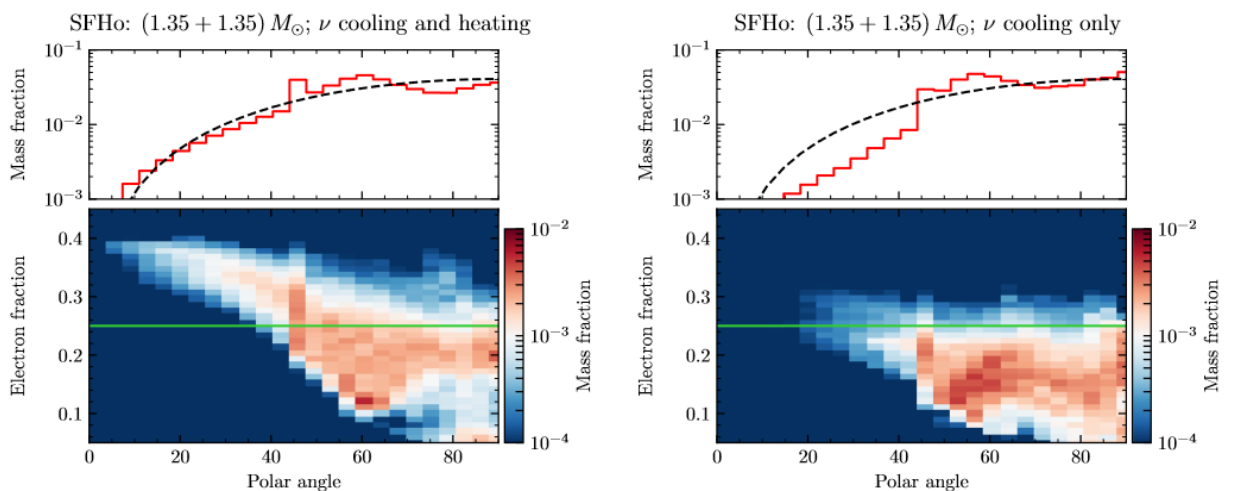 SFHo: (1.35 + 1.35) M⊙; ν cooling and heating
10⁻¹
10⁻²
10⁻³
Mass fraction
0.4
0.3
0.2
0.1
Electron fraction
0 20 40 60 80
Polar angle
10⁻²
10⁻³
10⁻⁴
Mass fraction
SFHo: (1.35 + 1.35) M⊙; ν cooling only
10⁻¹
10⁻²
10⁻³
Mass fraction
0.4
0.3
0.2
0.1
Electron fraction
0 20 40 60 80
Polar angle
10⁻²
10⁻³
10⁻⁴
Mass fraction